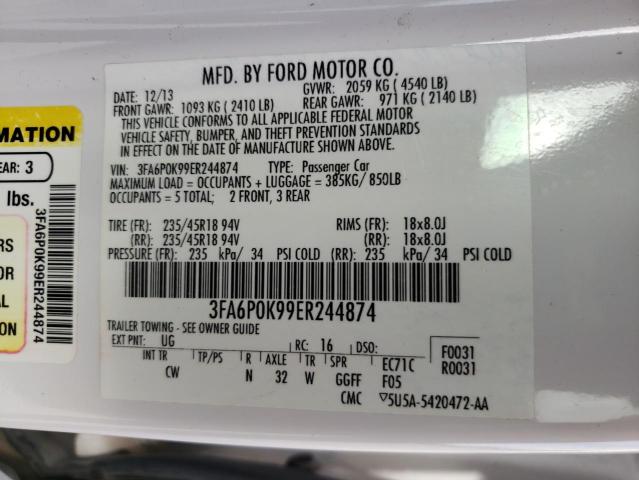 MFD. BY FORD MOTOR CO.
DATE: 12/13 GVWR: 2059 KG ( 4540 LB)
FRONT GAWR: 1093 KG ( 2410 LB) REAR GAWR: 971 KG ( 2140 LB)
THIS VEHICLE CONFORMS TO ALL APPLICABLE FEDERAL MOTOR
VEHICLE SAFETY, BUMPER, AND THEFT PREVENTION STANDARDS
IN EFFECT ON THE DATE OF MANUFACTURE SHOWN ABOVE.
VIN: 3FA6P0K99ER244874 TYPE: Passenger Car
MAXIMUM LOAD = OCCUPANTS + LUGGAGE = 385KG/ 850LB
OCCUPANTS = 5 TOTAL; 2 FRONT, 3 REAR
TIRE (FR): 235/45R18 94V RIMS (FR): 18x8.0J
(RR): 235/45R18 94V (RR): 18x8.0J
PRESSURE (FR): 235 kPa/ 34 PSI COLD (RR): 235 kPa/ 34 PSI COLD
3FA6P0K99ER244874
TRAILER TOWING - SEE OWNER GUIDE
EXT PNT: UG RC: 16 DSO: F0031
INT TR TP/PS R AXLE TR SPR EC71C R0031
CW N 32 W GGFF F05
CMC ▽5U5A-5420472-AA
MATION
EAR: 3
lbs.
RS
OR
AL
ION
3FA6P0K99ER244874